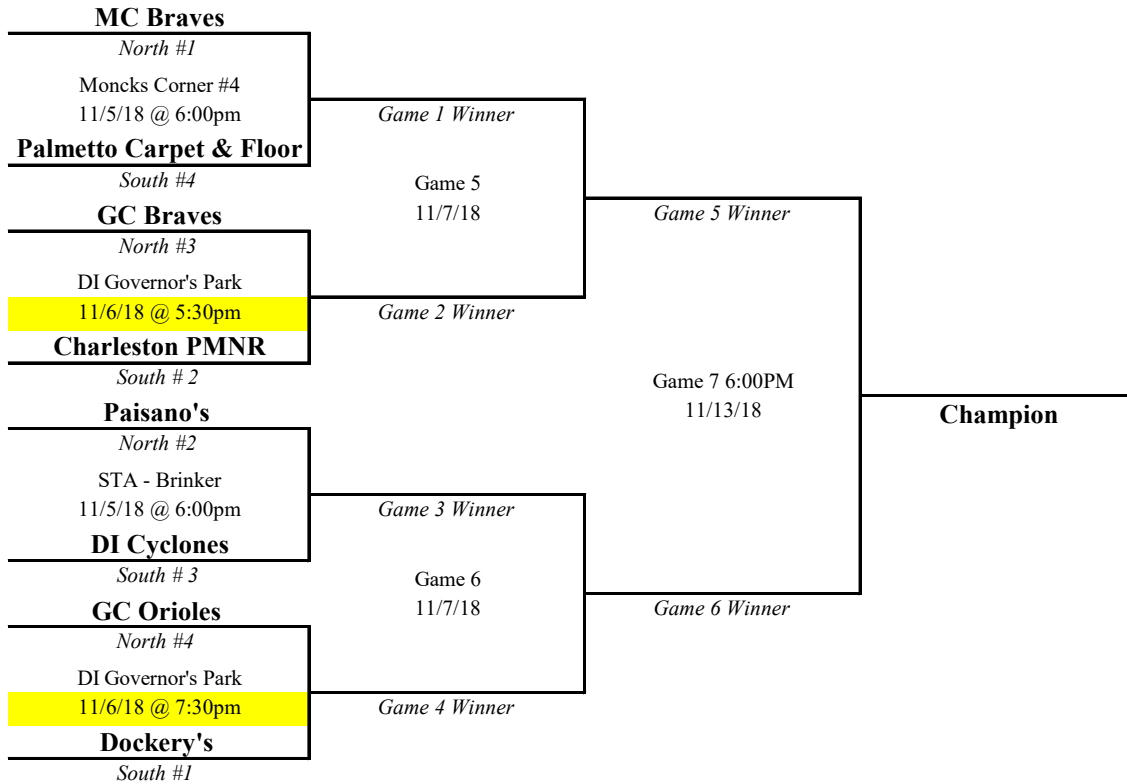 MC Braves
North #1
Moncks Corner #4
11/5/18 @ 6:00pm
Palmetto Carpet & Floor
South #4
GC Braves
North #3
DI Governor's Park
11/6/18 @ 5:30pm
Charleston PMNR
South # 2
Paisano's
North #2
STA - Brinker
11/5/18 @ 6:00pm
DI Cyclones
South # 3
GC Orioles
North #4
DI Governor's Park
11/6/18 @ 7:30pm
Dockery's
South #1
Game 1 Winner
Game 5
11/7/18
Game 2 Winner
Game 3 Winner
Game 6
11/7/18
Game 4 Winner
Game 5 Winner
Game 7 6:00PM
11/13/18
Game 6 Winner
Champion